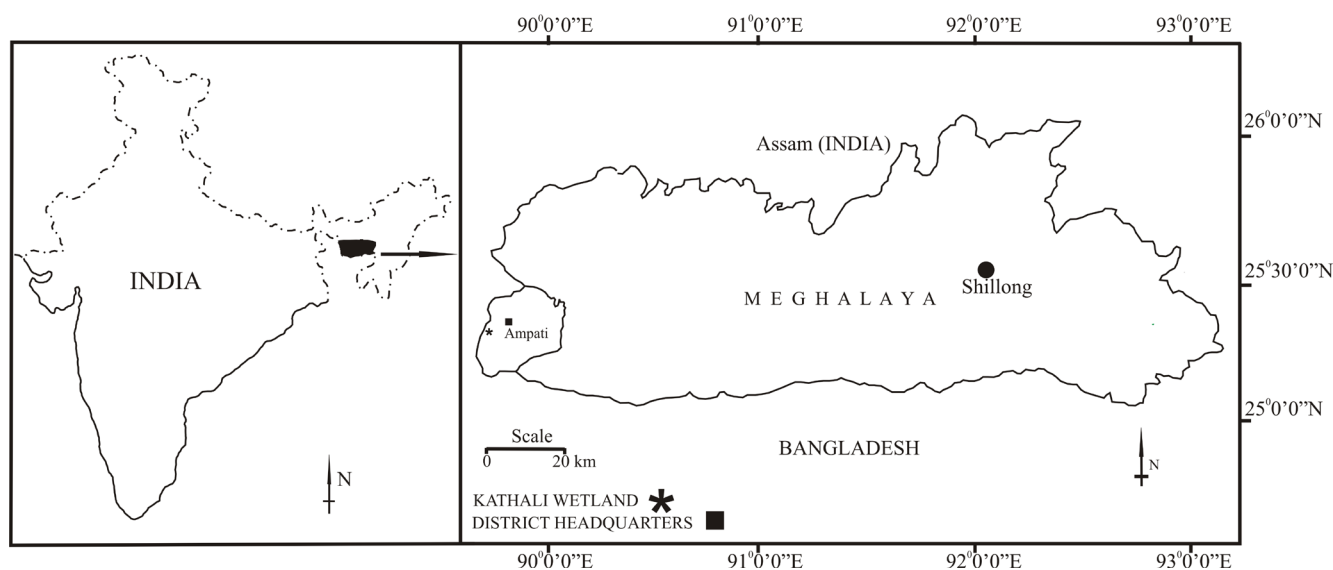 90⁰0’0”E 91⁰0’0”E 92⁰0’0”E 93⁰0’0”E
26⁰0’0”N
Assam (INDIA)
INDIA
25⁰30’0”N
M E G H A L A Y A
Shillong
Ampati
25⁰0’0”N
Scale
0 20 km
BANGLADESH
N
N
KATHALI WETLAND
DISTRICT HEADQUARTERS
90⁰0’0”E 91⁰0’0”E 92⁰0’0”E 93⁰0’0”E